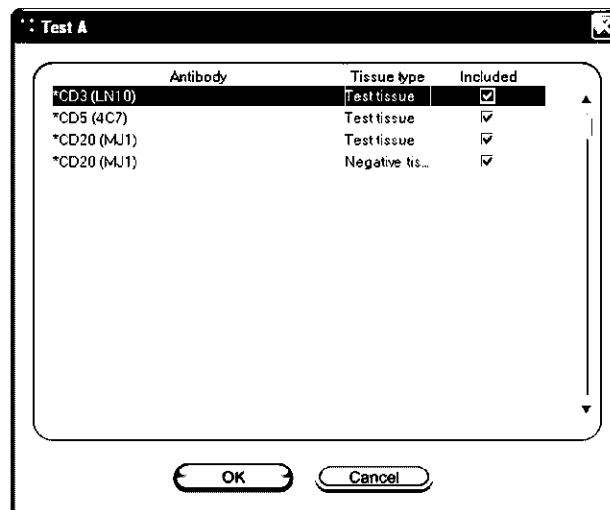 Test A
Antibody Tissue type Included
*CD3 (LN10) Test tissue
*CD5 (4C7) Test tissue
*CD20 (MJ1) Test tissue
*CD20 (MJ1) Negative tis...
OK Cancel